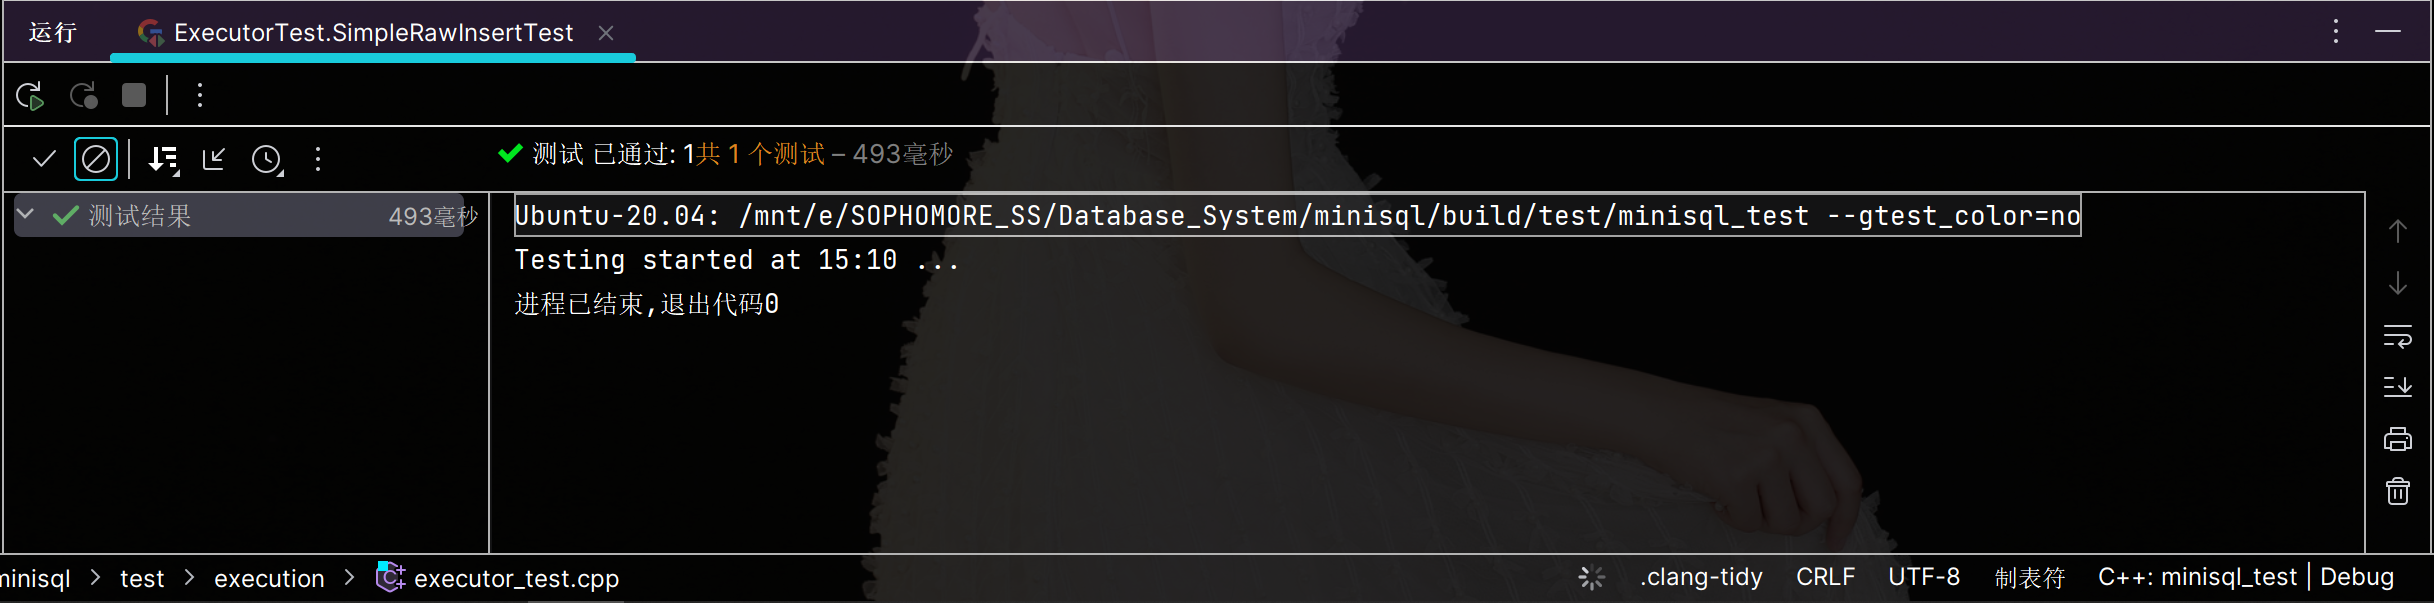 运行 ExecutorTest.SimpleRawInsertTest
测试 已通过: 1共 1 个测试 – 493毫秒
测试结果 493毫秒
Ubuntu-20.04: /mnt/e/SOPHOMORE_SS/Database_System/minisql/build/test/minisql_test --gtest_color=no
Testing started at 15:10 ...
进程已结束,退出代码0
minisql > test > execution > executor_test.cpp .clang-tidy CRLF UTF-8 制表符 C++: minisql_test | Debug